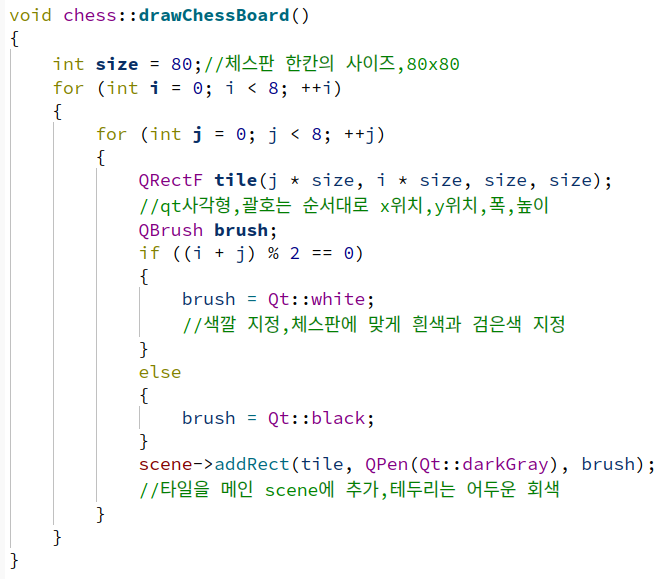 void chess::drawChessBoard()
{
    int size = 80;//체스판 한칸의 사이즈,80x80
    for (int i = 0; i < 8; ++i)
    {
        for (int j = 0; j < 8; ++j)
        {
            QRectF tile(j * size, i * size, size, size);
            //qt사각형,괄호는 순서대로 x위치,y위치,폭,높이
            QBrush brush;
            if ((i + j) % 2 == 0)
            {
                brush = Qt::white;
                //색깔 지정,체스판에 맞게 흰색과 검은색 지정
            }
            else
            {
                brush = Qt::black;
            }
            scene->addRect(tile, QPen(Qt::darkGray), brush);
            //타일을 메인 scene에 추가,테두리는 어두운 회색
        }
    }
}